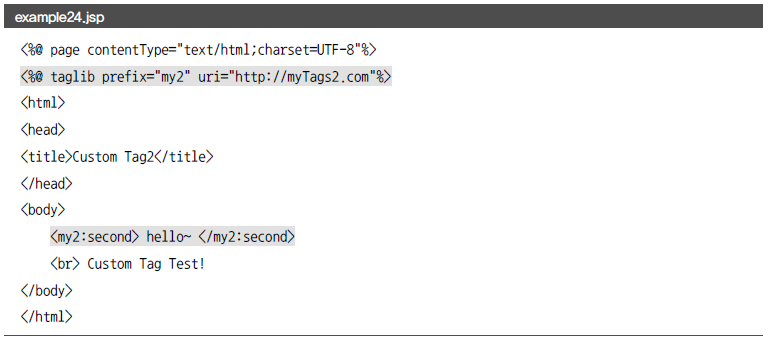 example24.jsp
<%@ page contentType="text/html;charset=UTF-8"%>
<%@ taglib prefix="my2" uri="http://myTags2.com"%>
<html>
<head>
<title>Custom Tag2</title>
</head>
<body>
<my2:second> hello~ </my2:second>
<br> Custom Tag Test!
</body>
</html>